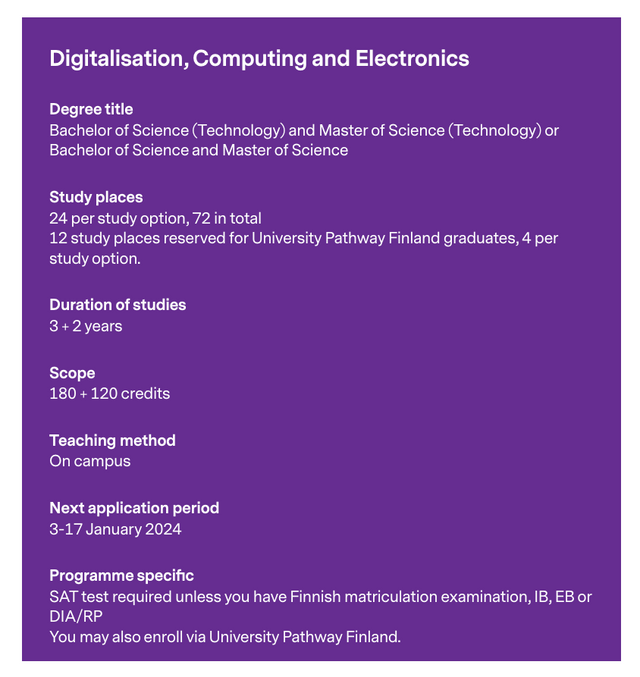 Digitalisation, Computing and Electronics
Degree title
Bachelor of Science (Technology) and Master of Science (Technology) or
Bachelor of Science and Master of Science
Study places
24 per study option, 72 in total
12 study places reserved for University Pathway Finland graduates, 4 per
study option.
Duration of studies
3 + 2 years
Scope
180 + 120 credits
Teaching method
On campus
Next application period
3-17 January 2024
Programme specific
SAT test required unless you have Finnish matriculation examination, IB, EB or
DIA/RP
You may also enroll via University Pathway Finland.